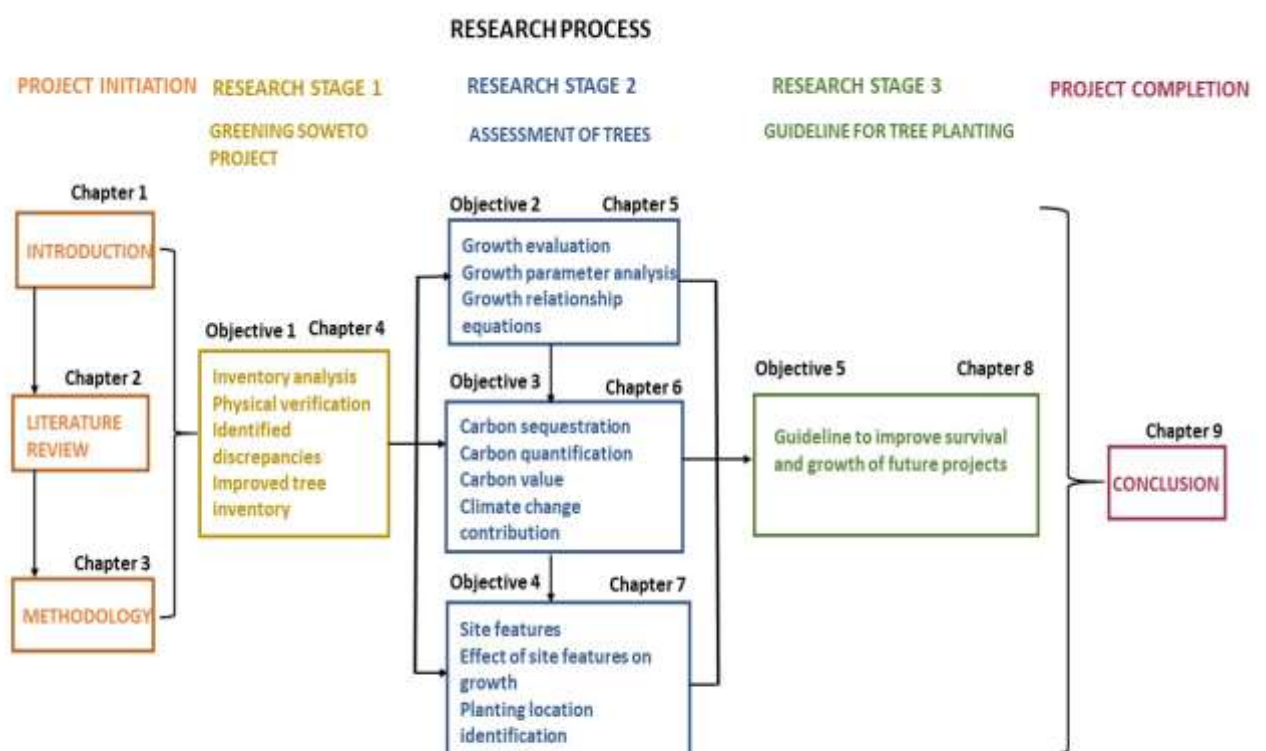 RESEARCH PROCESS
PROJECT INITIATION
RESEARCH STAGE 1
RESEARCH STAGE 2
RESEARCH STAGE 3
PROJECT COMPLETION
GREENING SOWETO
PROJECT
ASSESSMENT OF TREES
GUIDELINE FOR TREE PLANTING
Chapter 1
INTRODUCTION
Chapter 2
LITERATURE
REVIEW
Chapter 3
METHODOLOGY
Objective 1 Chapter 4
Inventory analysis
Physical verification
Identified
discrepancies
Improved tree
inventory
Objective 2 Chapter 5
Growth evaluation
Growth parameter analysis
Growth relationship
equations
Objective 3 Chapter 6
Carbon sequestration
Carbon quantification
Carbon value
Climate change
contribution
Objective 4 Chapter 7
Site features
Effect of site features on
growth
Planting location
identification
Objective 5 Chapter 8
Guideline to improve survival
and growth of future projects
Chapter 9
CONCLUSION